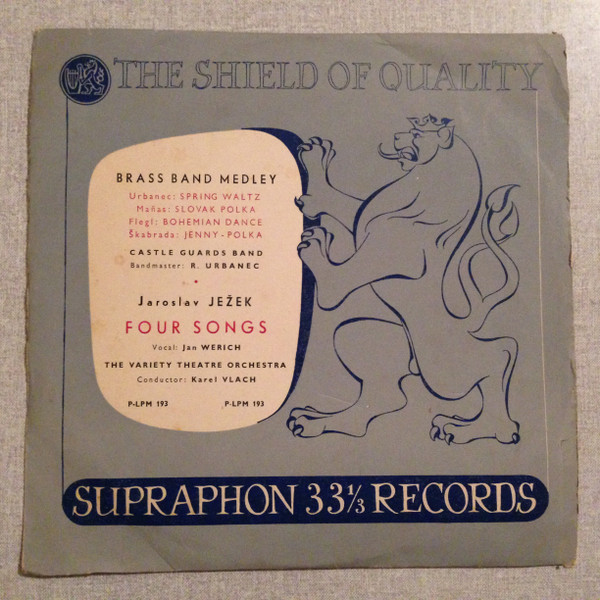 THE SHIELD OF QUALITY
BRASS BAND MEDLEY
Urbanec: SPRING WALTZ
Maňas: SLOVAK POLKA
Flegl: BOHEMIAN DANCE
Škabrada: JENNY-POLKA
CASTLE GUARDS BAND
Bandmaster: R. URBANEC
Jaroslav JEŽEK
FOUR SONGS
Vocal: Jan WERICH
THE VARIETY THEATRE ORCHESTRA
Conductor: Karel VLACH
P-LPM 193 P-LPM 193
SUPRAPHON 33⅓ RECORDS